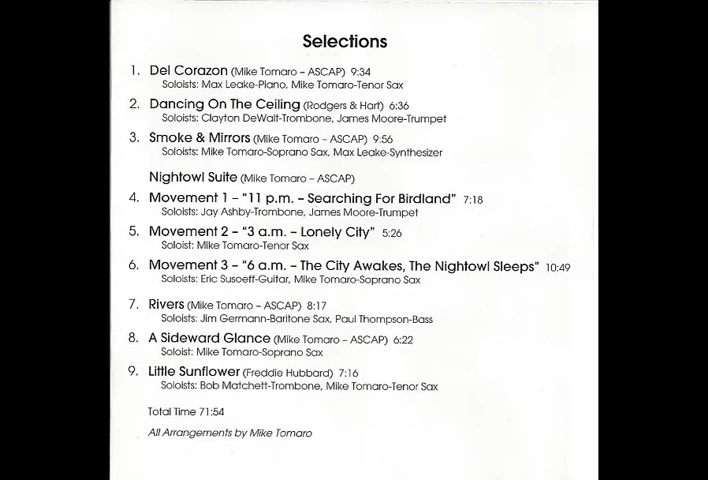 Selections
1. Del Corazon (Mike Tomaro – ASCAP) 9:34
Soloists: Max Leake-Piano, Mike Tomaro-Tenor Sax
2. Dancing On The Ceiling (Rodgers & Hart) 6:36
Soloists: Clayton DeWalt-Trombone, James Moore-Trumpet
3. Smoke & Mirrors (Mike Tomaro – ASCAP) 9:56
Soloists: Mike Tomaro-Soprano Sax, Max Leake-Synthesizer
Nightowl Suite (Mike Tomaro – ASCAP)
4. Movement 1 – "11 p.m. – Searching For Birdland" 7:18
Soloists: Jay Ashby-Trombone, James Moore-Trumpet
5. Movement 2 – "3 a.m. – Lonely City" 5:26
Soloist: Mike Tomaro-Tenor Sax
6. Movement 3 – "6 a.m. – The City Awakes, The Nightowl Sleeps" 10:49
Soloists: Eric Susoeff-Guitar, Mike Tomaro-Soprano Sax
7. Rivers (Mike Tomaro – ASCAP) 8:17
Soloists: Jim Germann-Baritone Sax, Paul Thompson-Bass
8. A Sideward Glance (Mike Tomaro – ASCAP) 6:22
Soloist: Mike Tomaro-Soprano Sax
9. Little Sunflower (Freddie Hubbard) 7:16
Soloists: Bob Matchett-Trombone, Mike Tomaro-Tenor Sax
Total Time 71:54
All Arrangements by Mike Tomaro